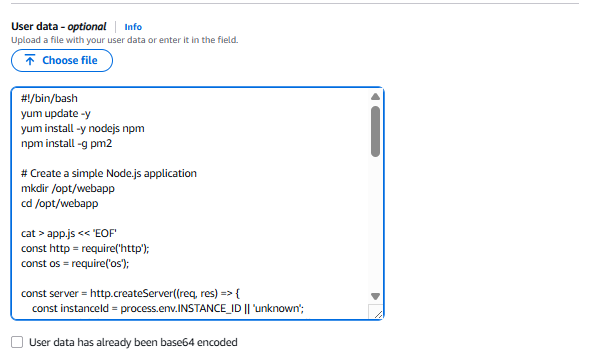 User data - optional Info
Upload a file with your user data or enter it in the field.
Choose file
#!/bin/bash
yum update -y
yum install -y nodejs npm
npm install -g pm2
# Create a simple Node.js application
mkdir /opt/webapp
cd /opt/webapp
cat > app.js << 'EOF'
const http = require('http');
const os = require('os');
const server = http.createServer((req, res) => {
const instanceId = process.env.INSTANCE_ID || 'unknown';
User data has already been base64 encoded